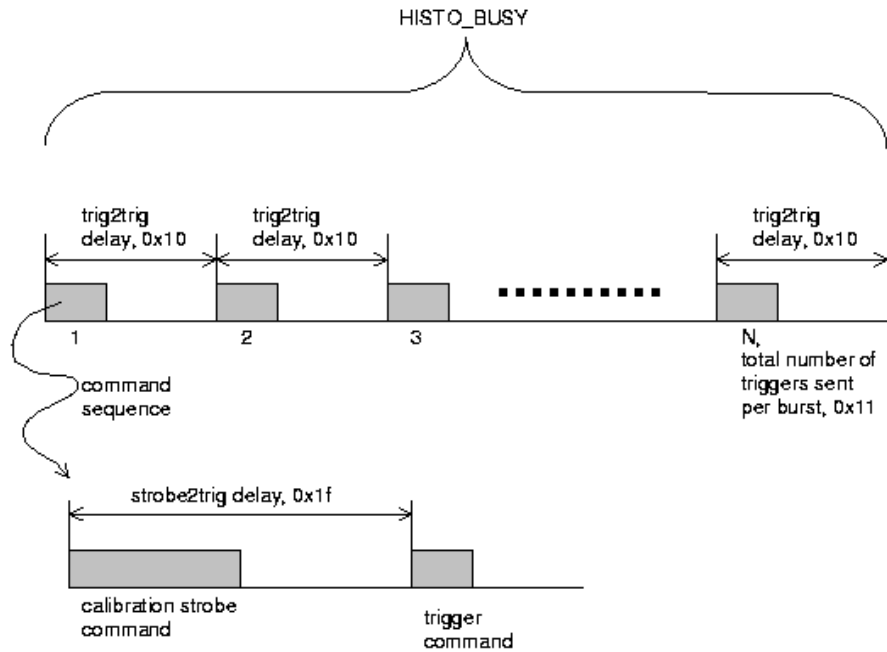 HISTO_BUSY
trig2trig
delay, 0x10
trig2trig
delay, 0x10
trig2trig
delay, 0x10
1
2
3
N,
total number of
triggers sent
per burst, 0x11
command
sequence
strobe2trig delay, 0x1f
calibration strobe
command
trigger
command